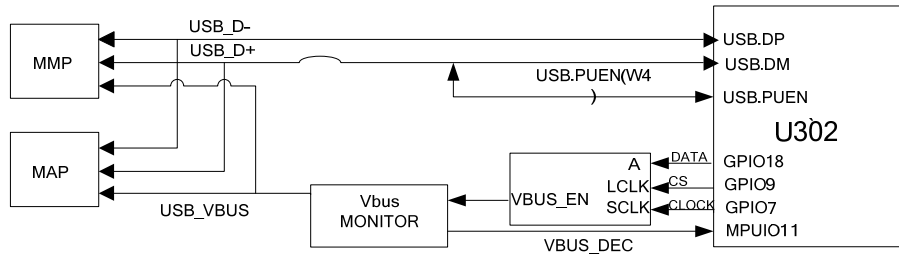 USB_D-
USB_D+
MMP
USB.DP
USB.DM
USB.PUEN(W4
)
USB.PUEN
U302
MAP
A
DATA
GPIO18
LCLK
CS
GPIO9
VBUS_EN
SCLK
CLOCK
GPIO7
USB_VBUS
Vbus
MONITOR
MPUIO11
VBUS_DEC